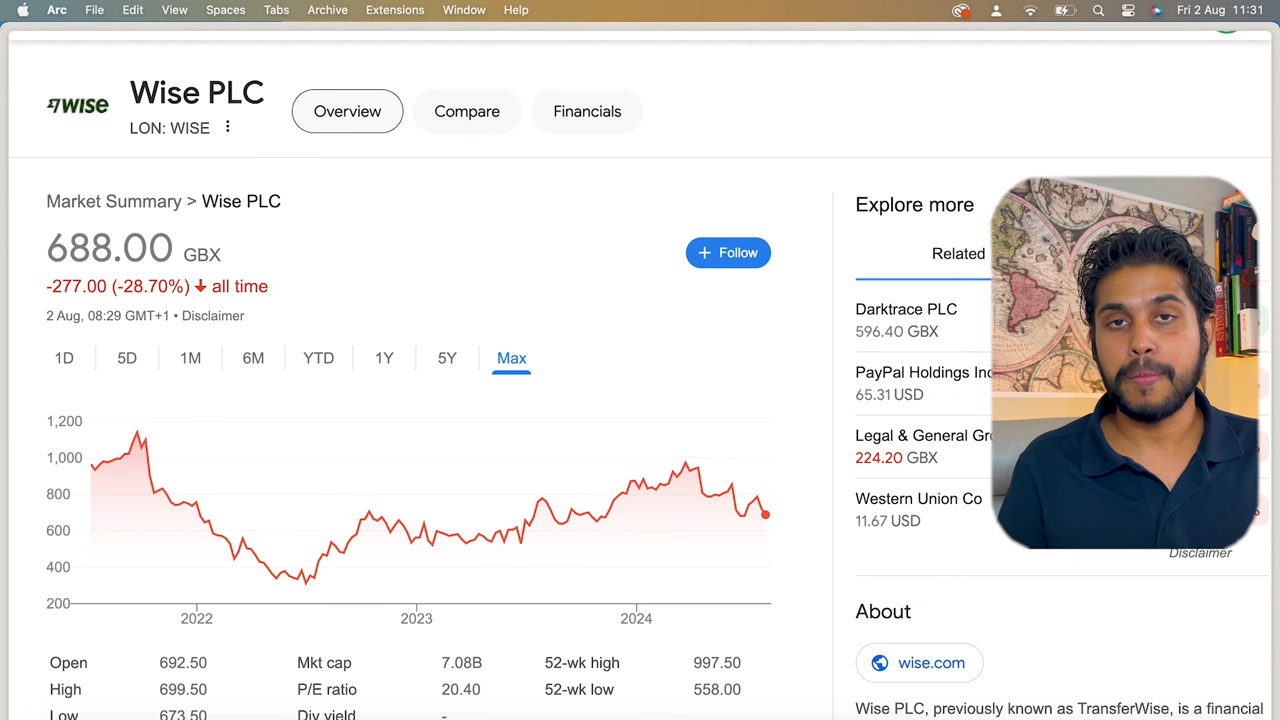 Arc File Edit View Spaces Tabs Archive Extensions Window Help Fri 2 Aug 11:31
WISE
Wise PLC
LON: WISE
Overview Compare Financials
Market Summary > Wise PLC
688.00 GBX
-277.00 (-28.70%) ↓ all time
2 Aug, 08:29 GMT+1 • Disclaimer
+ Follow
1D 5D 1M 6M YTD 1Y 5Y Max
1,200
1,000
800
600
400
200
2022 2023 2024
Open 692.50 Mkt cap 7.08B 52-wk high 997.50
High 699.50 P/E ratio 20.40 52-wk low 558.00
Low 673.50 Div yield -
Explore more
Related
Darktrace PLC
596.40 GBX
PayPal Holdings Inc
65.31 USD
Legal & General Gr
224.20 GBX
Western Union Co
11.67 USD
Disclaimer
About
wise.com
Wise PLC, previously known as TransferWise, is a financial